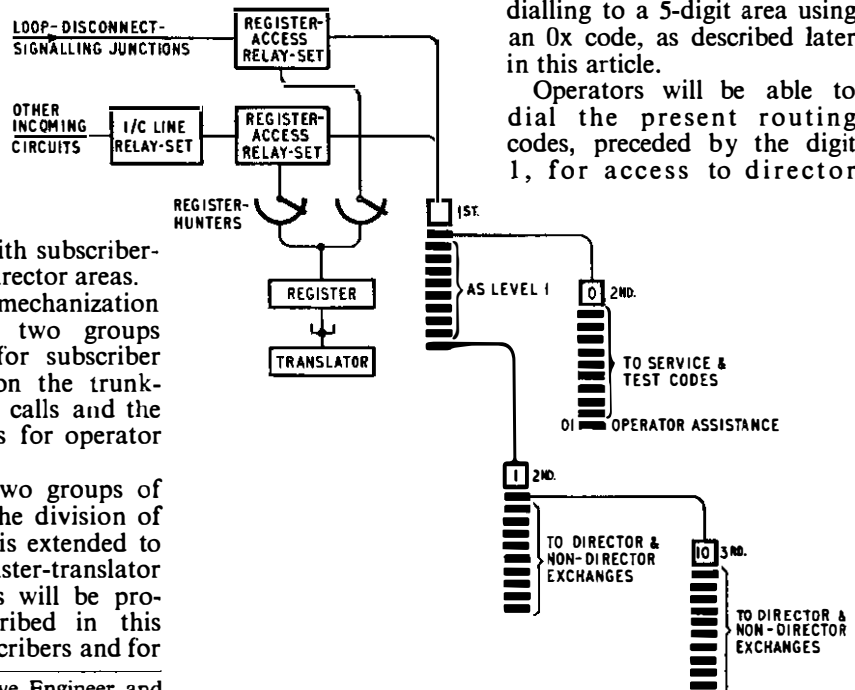 dialling to a 5-digit area using
an 0x code, as described later
in this article.
Operators will be able to
dial the present routing
codes, preceded by the digit
1, for access to director
LOOP-DISCONNECT-
SIGNALLING JUNCTIONS
REGISTER-
ACCESS
RELAY-SET
OTHER
INCOMING
CIRCUITS
I/C LINE
RELAY-SET
REGISTER-
ACCESS
RELAY-SET
REGISTER-
HUNTERS
REGISTER
TRANSLATOR
1ST.
AS LEVEL 1
0 2ND.
TO SERVICE &
TEST CODES
01 OPERATOR ASSISTANCE
1 2ND.
TO DIRECTOR &
NON-DIRECTOR
EXCHANGES
10 3RD.
TO DIRECTOR &
NON-DIRECTOR
EXCHANGES
ith subscriber-
rector areas.
mechanization
two groups
for subscriber
on the trunk-
calls and the
s for operator
wo groups of
he division of
is extended to
ster-translator
s will be pro-
ribed in this
cribers and for
ve Engineer and